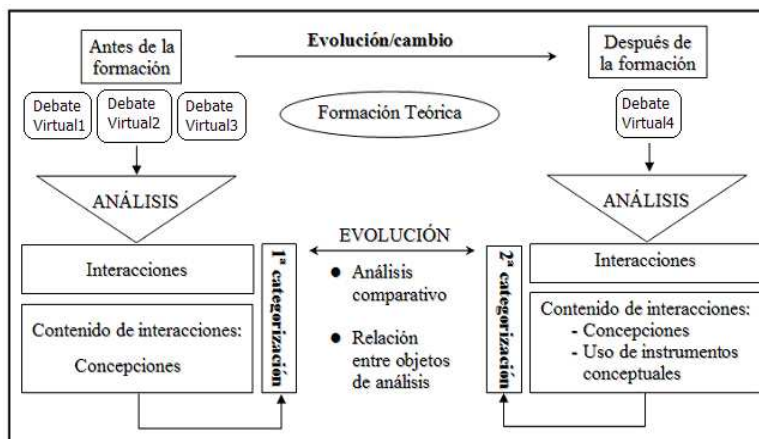 Antes de la
formación
Evolución/cambio
Después de
la formación
Debate
Virtual1
Debate
Virtual2
Debate
Virtual3
Formación Teórica
Debate
Virtual4
ANÁLISIS
ANÁLISIS
Interacciones
Contenido de interacciones:
Concepciones
1ª categorización
EVOLUCIÓN
● Análisis
comparativo
● Relación
entre objetos
de análisis
2ª categorización
Interacciones
Contenido de interacciones:
- Concepciones
- Uso de instrumentos
conceptuales